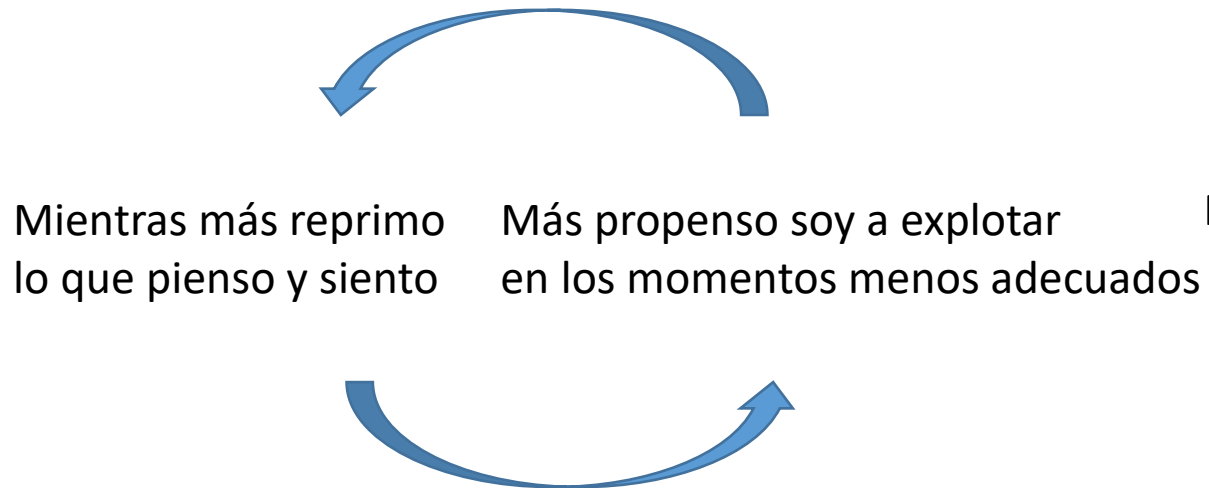 Mientras más reprimo
lo que pienso y siento
Más propenso soy a explotar
en los momentos menos adecuados